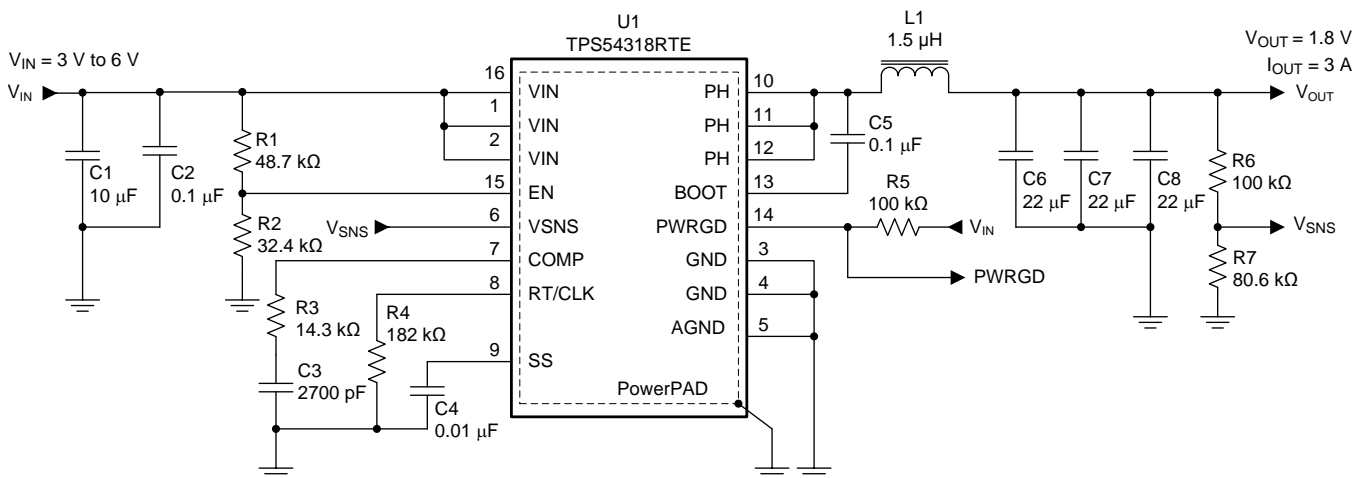 U1
TPS54318RTE
L1
1.5 µH
V_IN = 3 V to 6 V
V_OUT = 1.8 V
I_OUT = 3 A
V_IN
V_OUT
16
VIN
PH
10
1
VIN
PH
11
2
VIN
PH
12
15
EN
BOOT
13
6
VSNS
PWRGD
14
7
COMP
GND
3
8
RT/CLK
GND
4
AGND
5
9
SS
PowerPAD
C1
10 µF
C2
0.1 µF
R1
48.7 kΩ
R2
32.4 kΩ
V_SNS
R3
14.3 kΩ
R4
182 kΩ
C3
2700 pF
C4
0.01 µF
C5
0.1 µF
R5
100 kΩ
V_IN
PWRGD
C6
22 µF
C7
22 µF
C8
22 µF
R6
100 kΩ
V_SNS
R7
80.6 kΩ